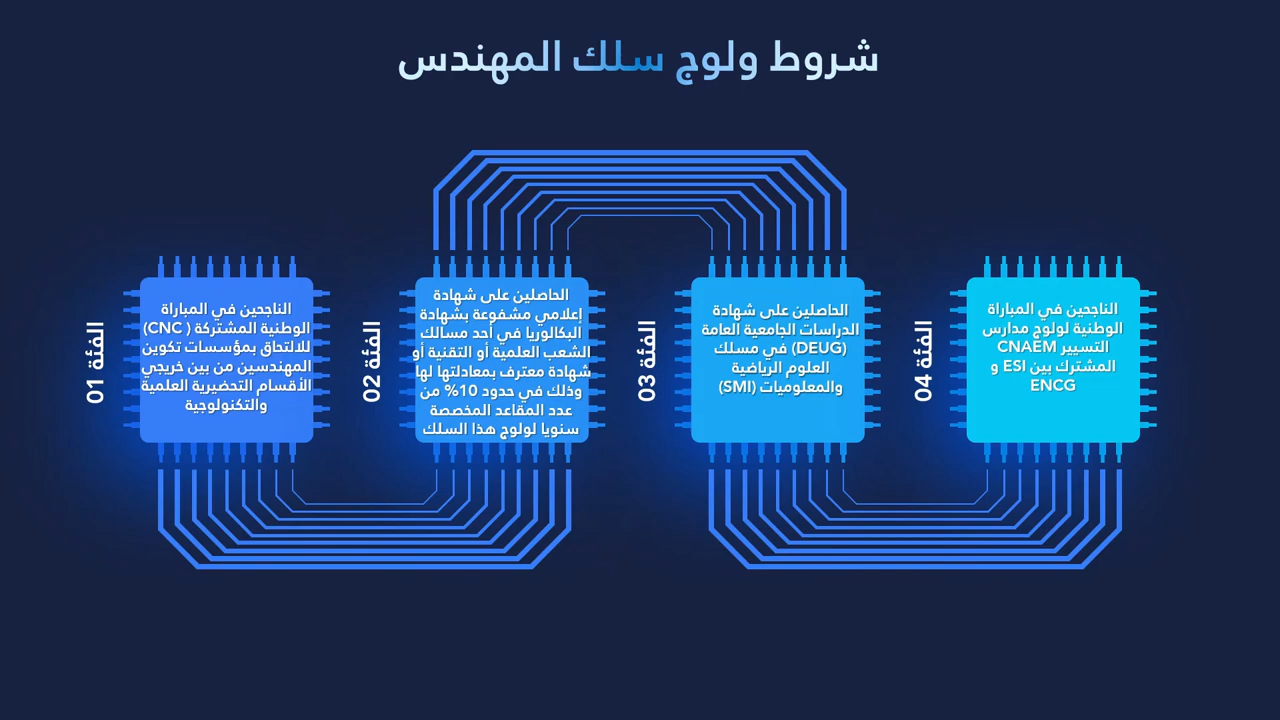 شروط ولوج سلك المهندس
الفئة 01
الناجحين في المباراة
الوطنية المشتركة ( CNC)
للالتحاق بمؤسسات تكوين
المهندسين من بين خريجي
الأقسام التحضيرية العلمية
والتكنولوجية
الفئة 02
الحاصلين على شهادة
إعلامي مشفوعة بشهادة
البكالوريا في أحد مسالك
الشعب العلمية أو التقنية أو
شهادة معترف بمعادلتها لها
وذلك في حدود 10% من
عدد المقاعد المخصصة
سنويا لولوج هذا السلك
الفئة 03
الحاصلين على شهادة
الدراسات الجامعية العامة
(DEUG) في مسلك
العلوم الرياضية
والمعلوميات (SMI)
الفئة 04
الناجحين في المباراة
الوطنية لولوج مدارس
التسيير CNAEM
المشترك بين ESI و
ENCG